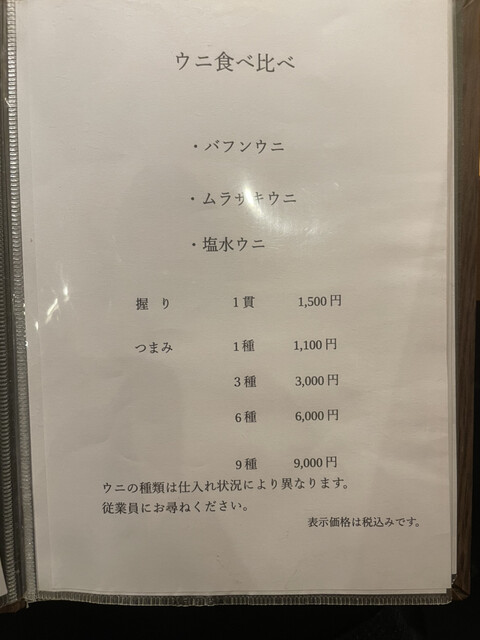 ウニ食べ比べ
・バフンウニ
・ムラサキウニ
・塩水ウニ
握り 1貫 1,500円
つまみ 1種 1,100円
3種 3,000円
6種 6,000円
9種 9,000円
ウニの種類は仕入れ状況により異なります。
従業員にお尋ねください。
表示価格は税込みです。